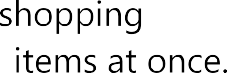 shopping
items at once.